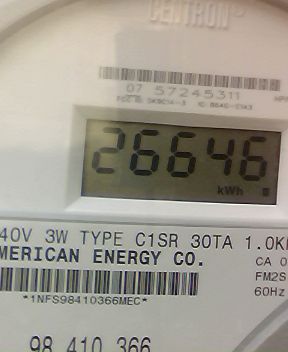 CENTRON
07 57245311
26646
kWh
40V 3W TYPE C1SR 30TA 1.0K
MERICAN ENERGY CO.
CA 0
FM2S
*1NFS98410366MEC*
60Hz
98 410 366